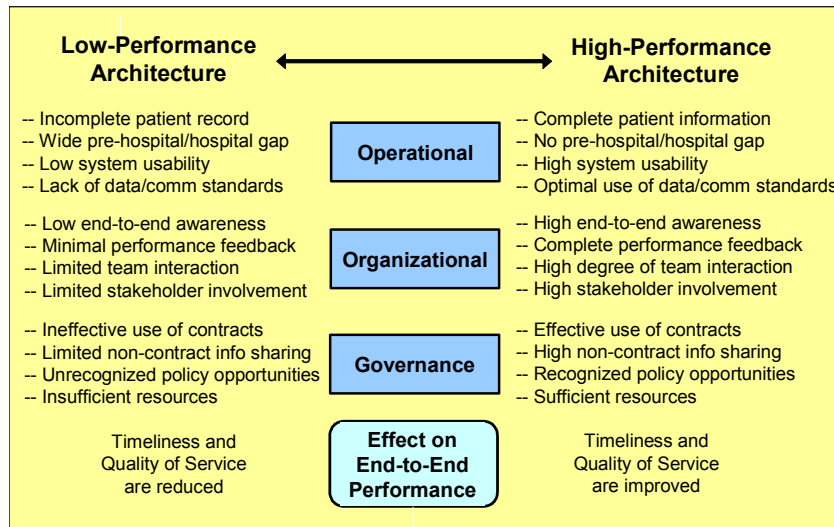 Low-Performance
Architecture
High-Performance
Architecture
-- Incomplete patient record
-- Wide pre-hospital/hospital gap
-- Low system usability
-- Lack of data/comm standards
Operational
-- Complete patient information
-- No pre-hospital/hospital gap
-- High system usability
-- Optimal use of data/comm standards
-- Low end-to-end awareness
-- Minimal performance feedback
-- Limited team interaction
-- Limited stakeholder involvement
Organizational
-- High end-to-end awareness
-- Complete performance feedback
-- High degree of team interaction
-- High stakeholder involvement
-- Ineffective use of contracts
-- Limited non-contract info sharing
-- Unrecognized policy opportunities
-- Insufficient resources
Governance
-- Effective use of contracts
-- High non-contract info sharing
-- Recognized policy opportunities
-- Sufficient resources
Timeliness and
Quality of Service
are reduced
Effect on
End-to-End
Performance
Timeliness and
Quality of Service
are improved